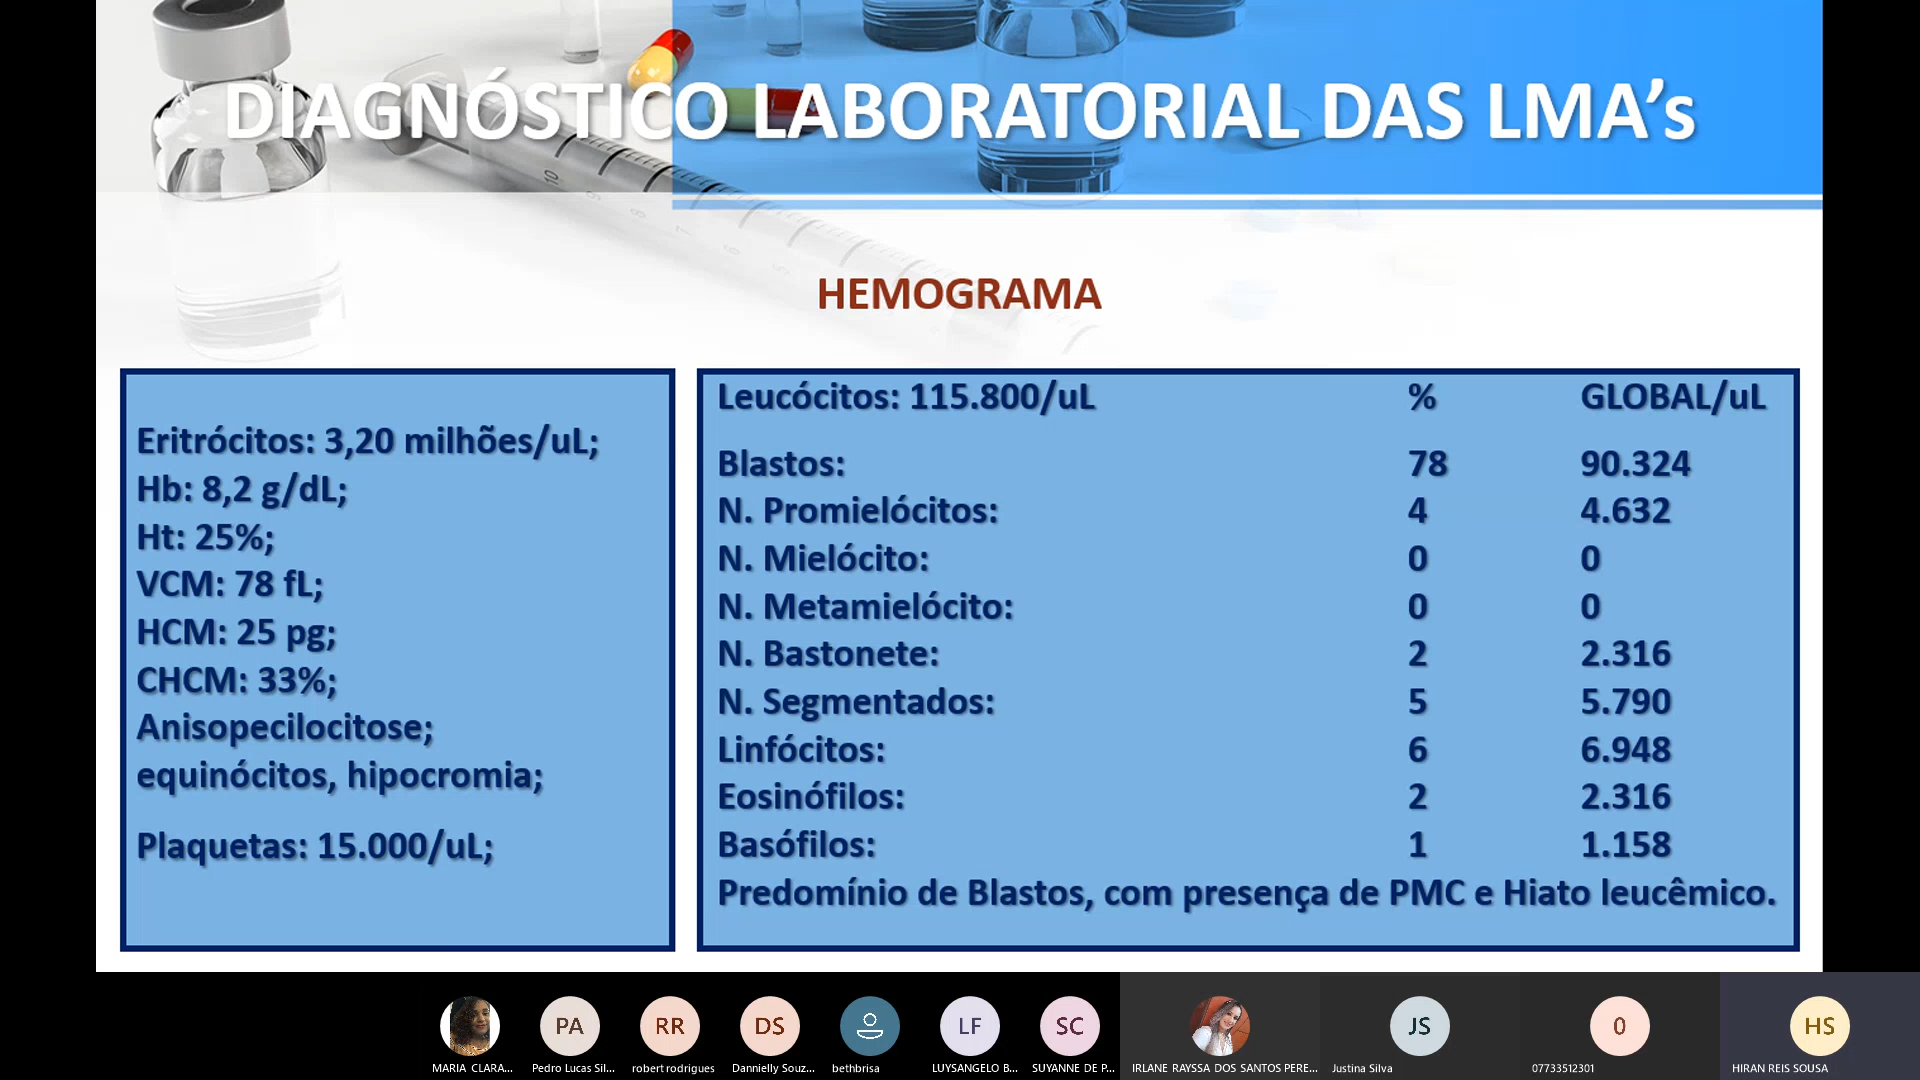 DIAGNÓSTICO LABORATORIAL DAS LMA's
HEMOGRAMA
Eritrócitos: 3,20 milhões/uL;
Hb: 8,2 g/dL;
Ht: 25%;
VCM: 78 fL;
HCM: 25 pg;
CHCM: 33%;
Anisopecilocitose;
equinócitos, hipocromia;
Plaquetas: 15.000/uL;
Leucócitos: 115.800/uL % GLOBAL/uL
Blastos: 78 90.324
N. Promielócitos: 4 4.632
N. Mielócito: 0 0
N. Metamielócito: 0 0
N. Bastonete: 2 2.316
N. Segmentados: 5 5.790
Linfócitos: 6 6.948
Eosinófilos: 2 2.316
Basófilos: 1 1.158
Predomínio de Blastos, com presença de PMC e Hiato leucêmico.
PA RR DS LF SC JS 0 HS
MARIA CLARA... Pedro Lucas Sil... robert rodrigues Dannielly Souz... bethbrisa LUYSANGELO B... SUYANNE DE P... IRLANE RAYSSA DOS SANTOS PERE... Justina Silva 07733512301 HIRAN REIS SOUSA